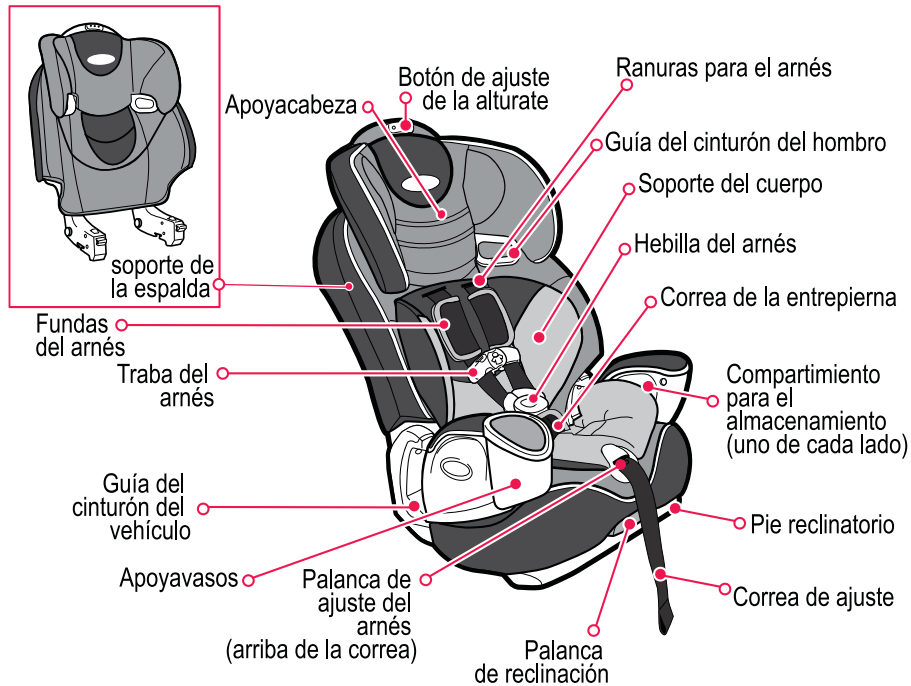 Ranuras para el arnés
Botón de ajuste
de la alturate
Apoyacabeza
Guía del cinturón del hombro
Soporte del cuerpo
Hebilla del arnés
soporte de
la espalda
Correa de la entrepierna
Fundas
del arnés
Traba del
arnés
Compartimiento
para el
almacenamiento
(uno de cada lado)
Guía del
cinturón del
vehículo
Pie reclinatorio
Apoyavasos
Palanca de
ajuste del
arnés
(arriba de la correa)
Correa de ajuste
Palanca
de reclinación